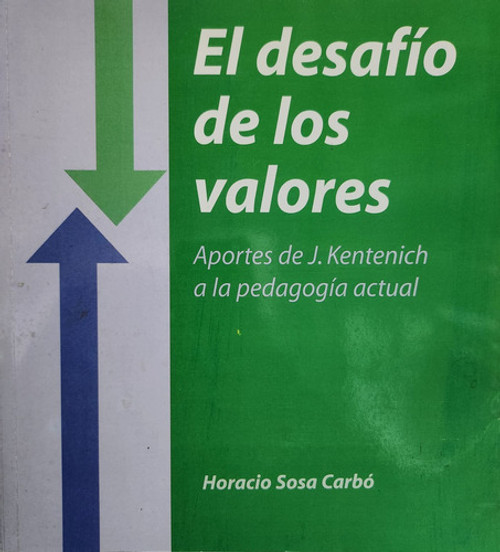 El desafío
de los
valores
Aportes de J. Kentenich
a la pedagogía actual
Horacio Sosa Carbó